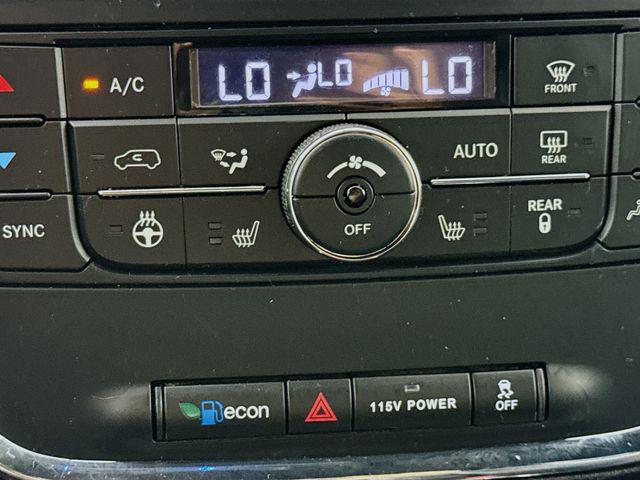 A/C
LO LO LO
FRONT
AUTO
REAR
SYNC
OFF
REAR
econ
115V POWER
OFF